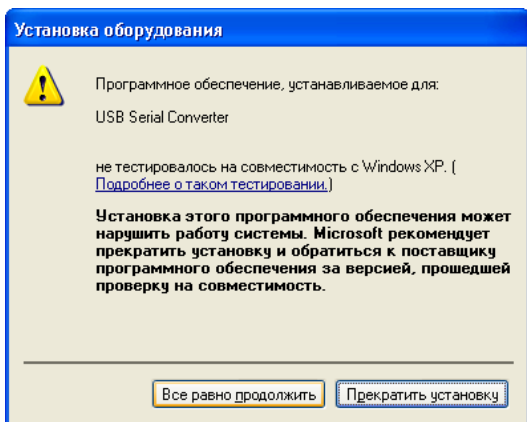 Установка оборудования
Программное обеспечение, устанавливаемое для:
USB Serial Converter
не тестировалось на совместимость с Windows XP. (
Подробнее о таком тестировании.)
Установка этого программного обеспечения может
нарушить работу системы. Microsoft рекомендует
прекратить установку и обратиться к поставщику
программного обеспечения за версией, прошедшей
проверку на совместимость.
Все равно продолжить
Прекратить установку